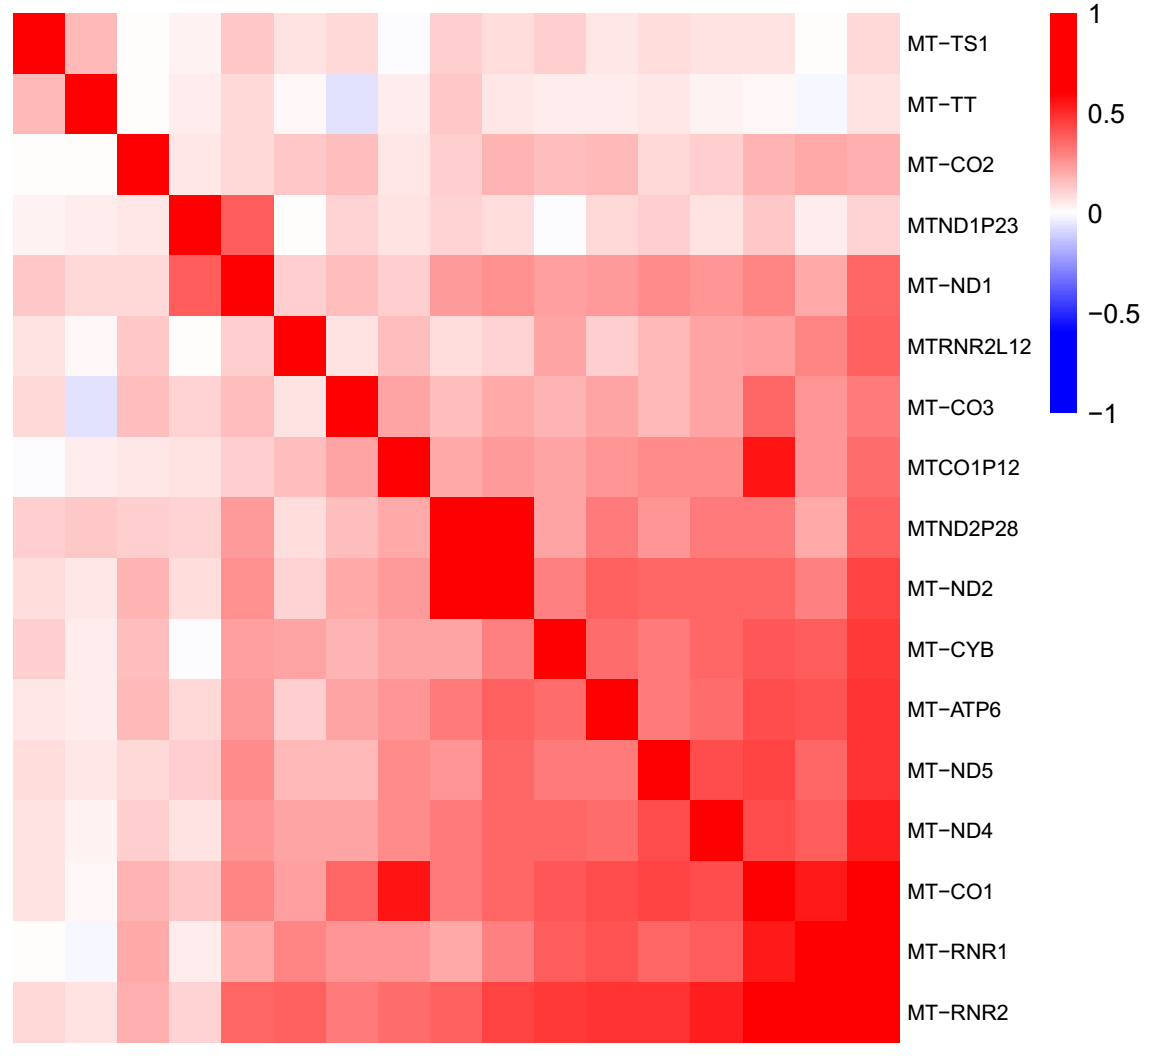 MT−TS1
MT−TT
MT−CO2
MTND1P23
MT−ND1
MTRNR2L12
MT−CO3
MTCO1P12
MTND2P28
MT−ND2
MT−CYB
MT−ATP6
MT−ND5
MT−ND4
MT−CO1
MT−RNR1
MT−RNR2
1
0.5
0
−0.5
−1